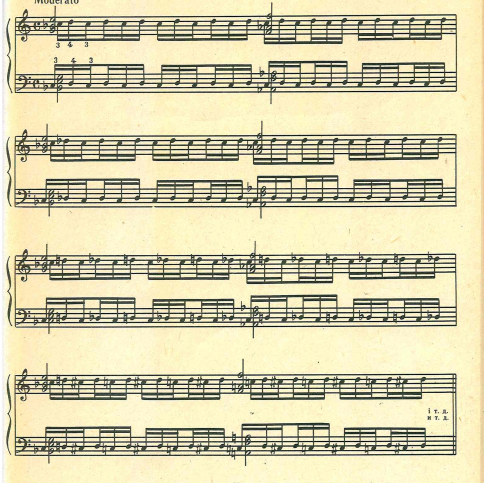 Moderato
3 4 3
3 4 3
і т. д.
и т. д.